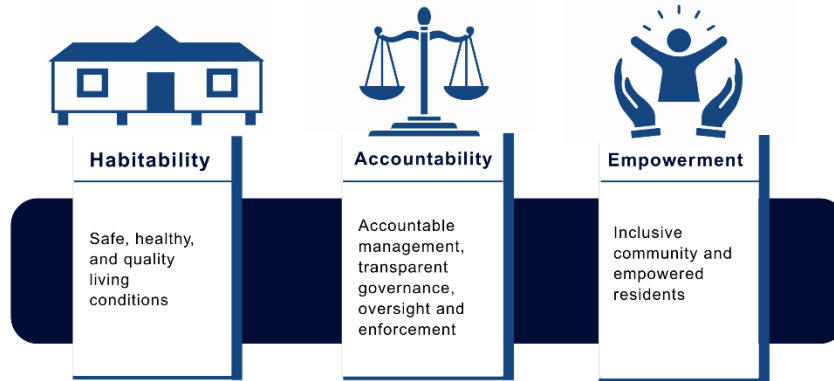 Habitability
Safe, healthy,
and quality
living
conditions
Accountability
Accountable
management,
transparent
governance,
oversight and
enforcement
Empowerment
Inclusive
community and
empowered
residents